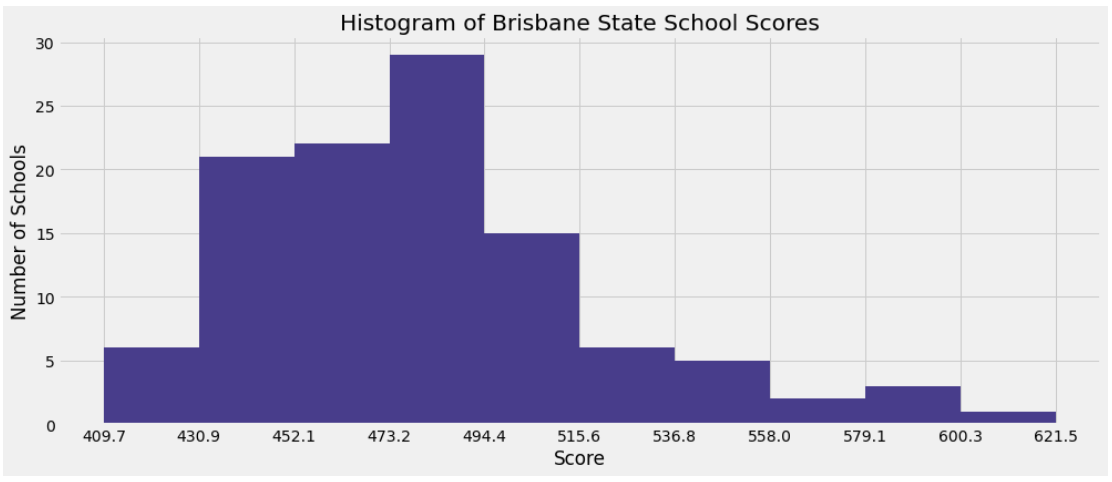 Histogram of Brisbane State School Scores
30
25
20
15
10
5
0
Number of Schools
409.7 430.9 452.1 473.2 494.4 515.6 536.8 558.0 579.1 600.3 621.5
Score